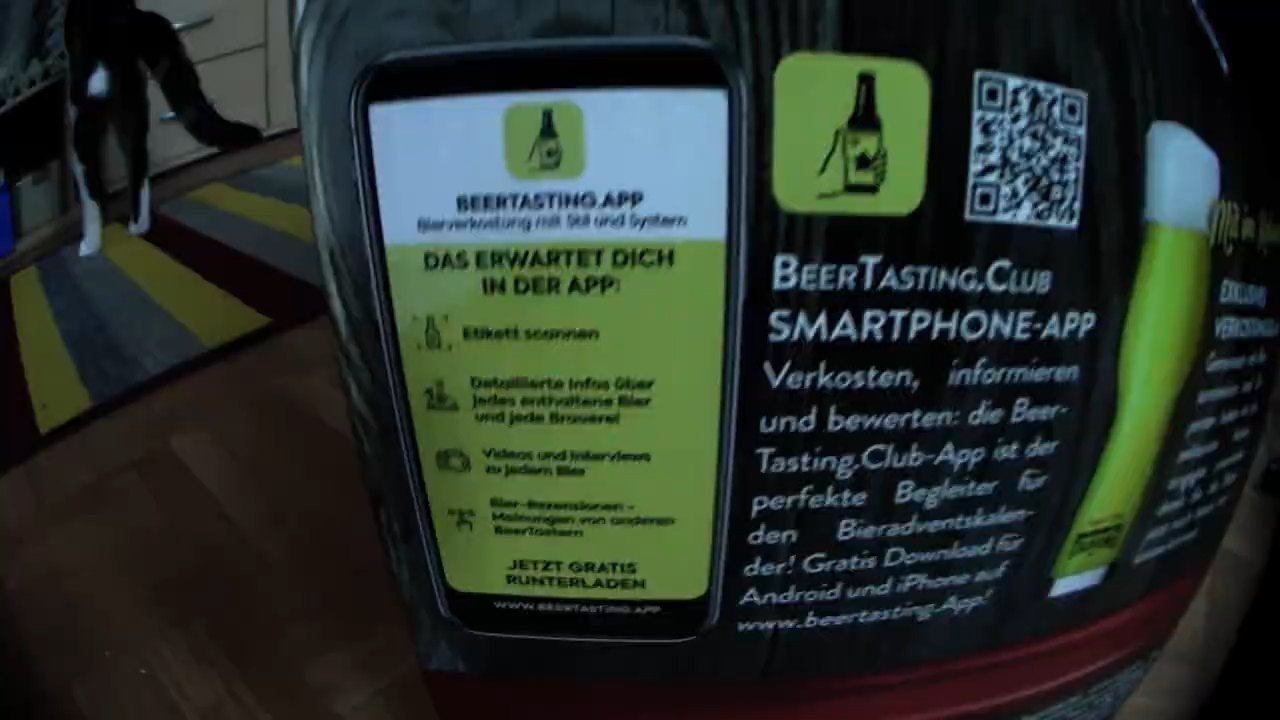 BEERTASTING.APP
Bierverkostung mit Stil und System
DAS ERWARTET DICH
IN DER APP:
Etikett scannen
Detaillierte Infos über
jedes enthaltene Bier
und jede Brauerei
Videos und Interviews
zu jedem Bier
Bier-Rezensionen –
Meinungen von anderen
BeerTastern
JETZT GRATIS
RUNTERLADEN
WWW.BEERTASTING.APP
BEERTASTING.CLUB
SMARTPHONE-APP
Verkosten, informieren
und bewerten: die Beer-
Tasting.Club-App ist der
perfekte Begleiter für
den Bieradventskalen-
der! Gratis Download für
Android und iPhone auf
www.beertasting.App!